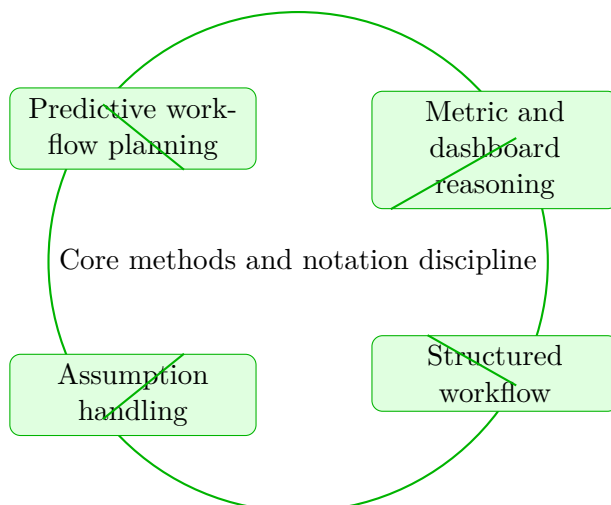 Predictive work-
flow planning
Metric and
dashboard
reasoning
Core methods and notation discipline
Assumption
handling
Structured
workflow